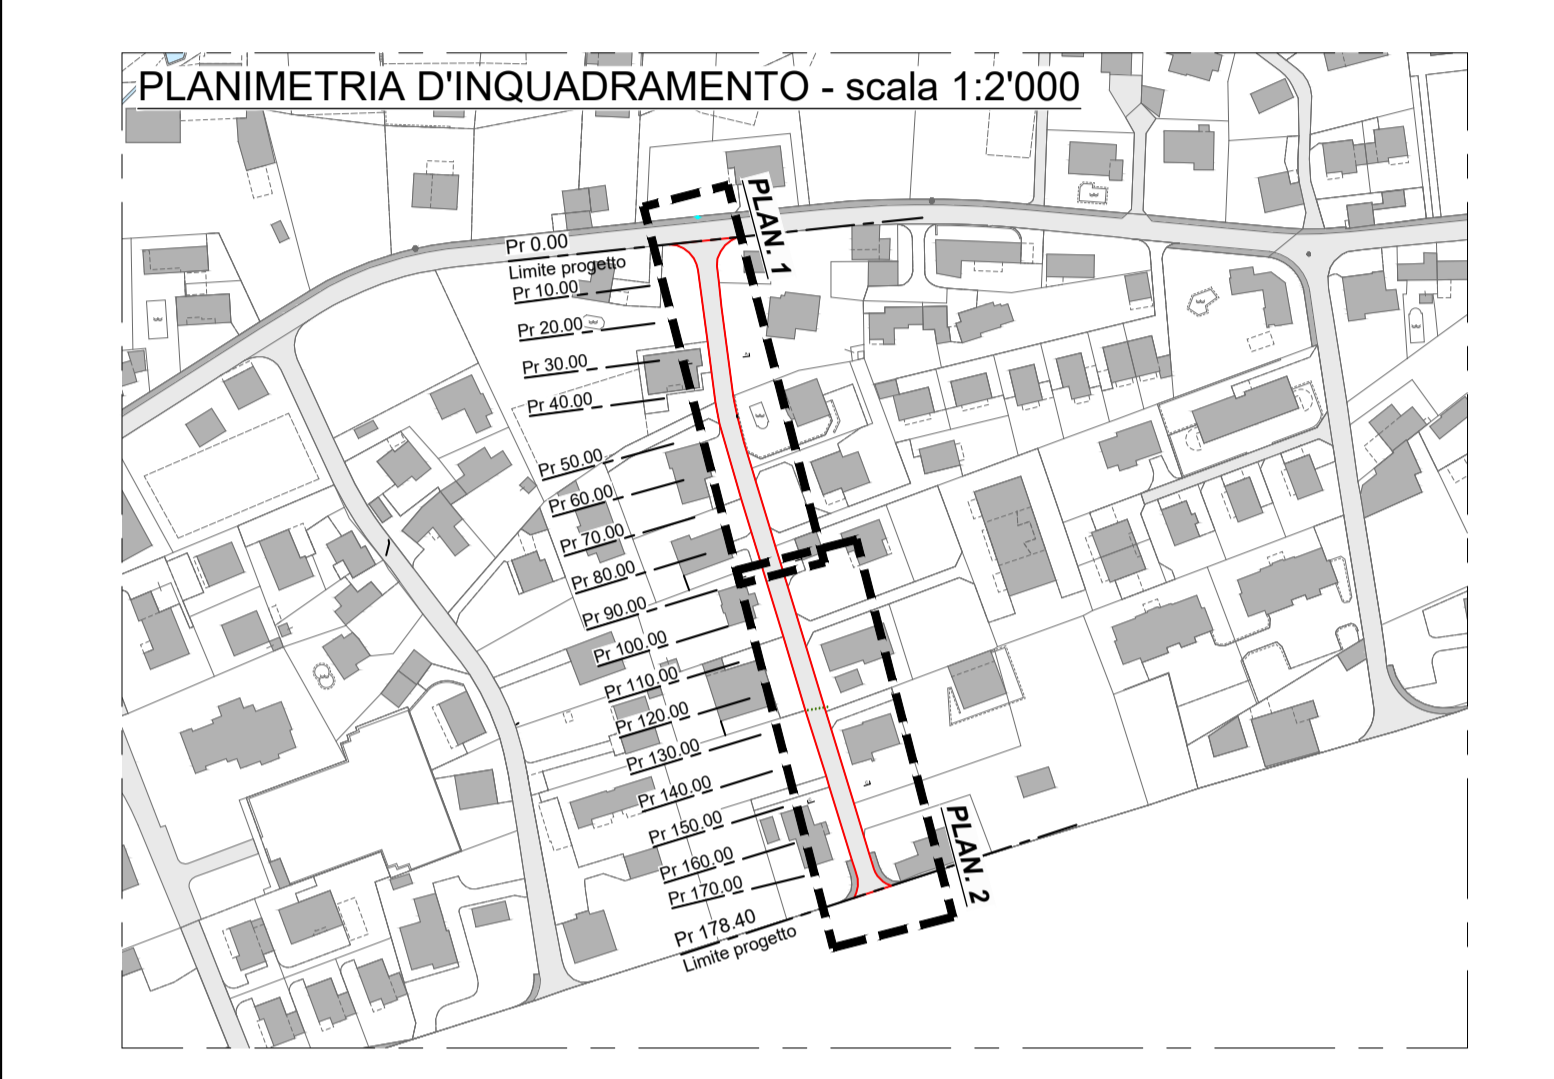 PLANIMETRIA D'INQUADRAMENTO - scala 1:2'000
PLAN. 1
Pr 0.00
Limite progetto
Pr 10.00
Pr 20.00
Pr 30.00
Pr 40.00
Pr 50.00
Pr 60.00
Pr 70.00
Pr 80.00
Pr 90.00
Pr 100.00
Pr 110.00
Pr 120.00
Pr 130.00
Pr 140.00
Pr 150.00
Pr 160.00
Pr 170.00
PLAN. 2
Pr 178.40
Limite progetto